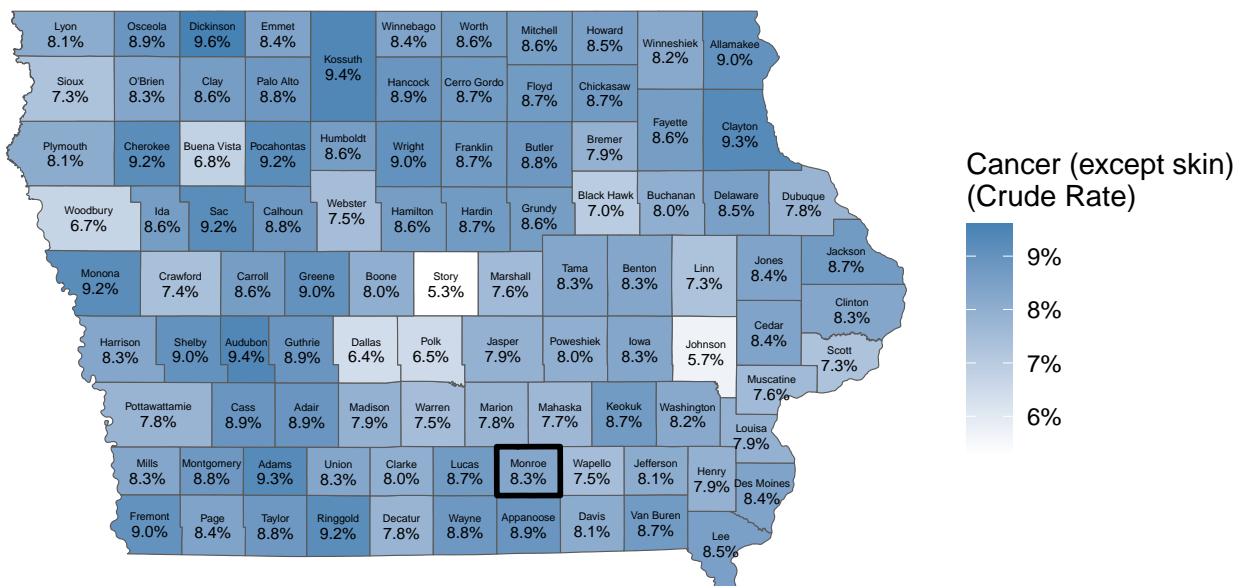 Lyon
8.1%
Osceola
8.9%
Dickinson
9.6%
Emmet
8.4%
Kossuth
9.4%
Winnebago
8.4%
Worth
8.6%
Mitchell
8.6%
Howard
8.5%
Winneshiek
8.2%
Allamakee
9.0%
Sioux
7.3%
O'Brien
8.3%
Clay
8.6%
Palo Alto
8.8%
Hancock
8.9%
Cerro Gordo
8.7%
Floyd
8.7%
Chickasaw
8.7%
Fayette
8.6%
Clayton
9.3%
Plymouth
8.1%
Cherokee
9.2%
Buena Vista
6.8%
Pocahontas
9.2%
Humboldt
8.6%
Wright
9.0%
Franklin
8.7%
Butler
8.8%
Bremer
7.9%
Woodbury
6.7%
Ida
8.6%
Sac
9.2%
Calhoun
8.8%
Webster
7.5%
Hamilton
8.6%
Hardin
8.7%
Grundy
8.6%
Black Hawk
7.0%
Buchanan
8.0%
Delaware
8.5%
Dubuque
7.8%
Monona
9.2%
Crawford
7.4%
Carroll
8.6%
Greene
9.0%
Boone
8.0%
Story
5.3%
Marshall
7.6%
Tama
8.3%
Benton
8.3%
Linn
7.3%
Jones
8.4%
Jackson
8.7%
Clinton
8.3%
Harrison
8.3%
Shelby
9.0%
Audubon
9.4%
Guthrie
8.9%
Dallas
6.4%
Polk
6.5%
Jasper
7.9%
Poweshiek
8.0%
Iowa
8.3%
Johnson
5.7%
Cedar
8.4%
Scott
7.3%
Muscatine
7.6%
Pottawattamie
7.8%
Cass
8.9%
Adair
8.9%
Madison
7.9%
Warren
7.5%
Marion
7.8%
Mahaska
7.7%
Keokuk
8.7%
Washington
8.2%
Louisa
7.9%
Mills
8.3%
Montgomery
8.8%
Adams
9.3%
Union
8.3%
Clarke
8.0%
Lucas
8.7%
Monroe
8.3%
Wapello
7.5%
Jefferson
8.1%
Henry
7.9%
Des Moines
8.4%
Fremont
9.0%
Page
8.4%
Taylor
8.8%
Ringgold
9.2%
Decatur
7.8%
Wayne
8.8%
Appanoose
8.9%
Davis
8.1%
Van Buren
8.7%
Lee
8.5%
Cancer (except skin)
(Crude Rate)
9%
8%
7%
6%